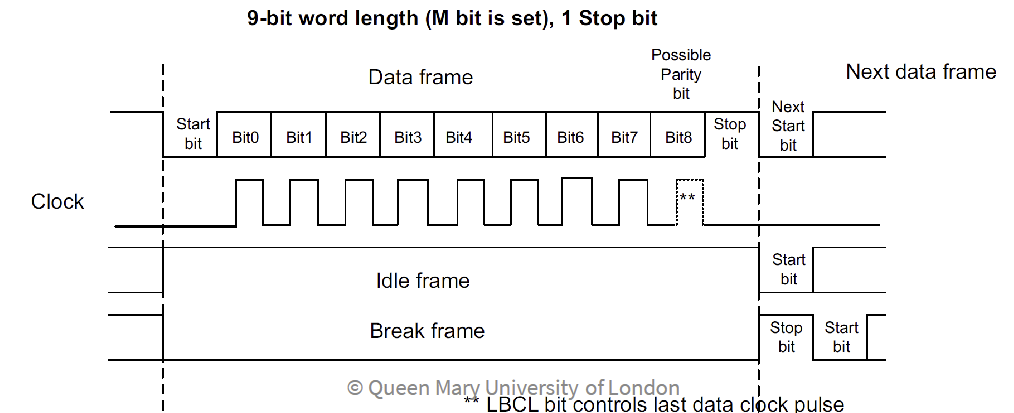 9-bit word length (M bit is set), 1 Stop bit
Possible
Parity
bit
Data frame
Next data frame
Start
bit
Bit0
Bit1
Bit2
Bit3
Bit4
Bit5
Bit6
Bit7
Bit8
Stop
bit
Next
Start
bit
Clock
**
Idle frame
Start
bit
Break frame
Stop
bit
Start
bit
© Queen Mary University of London
** LBCL bit controls last data clock pulse